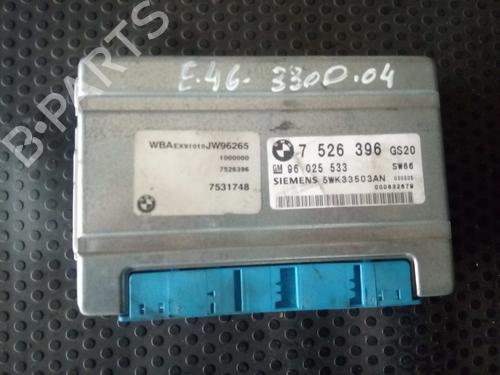 E.46- 330D.04
WBAEX91010JW96265
1000000
7526396
7531748
7 526 396 GS20
GM 96 025 533 SW66
SIEMENS 5WK33503AN
B-PARTS